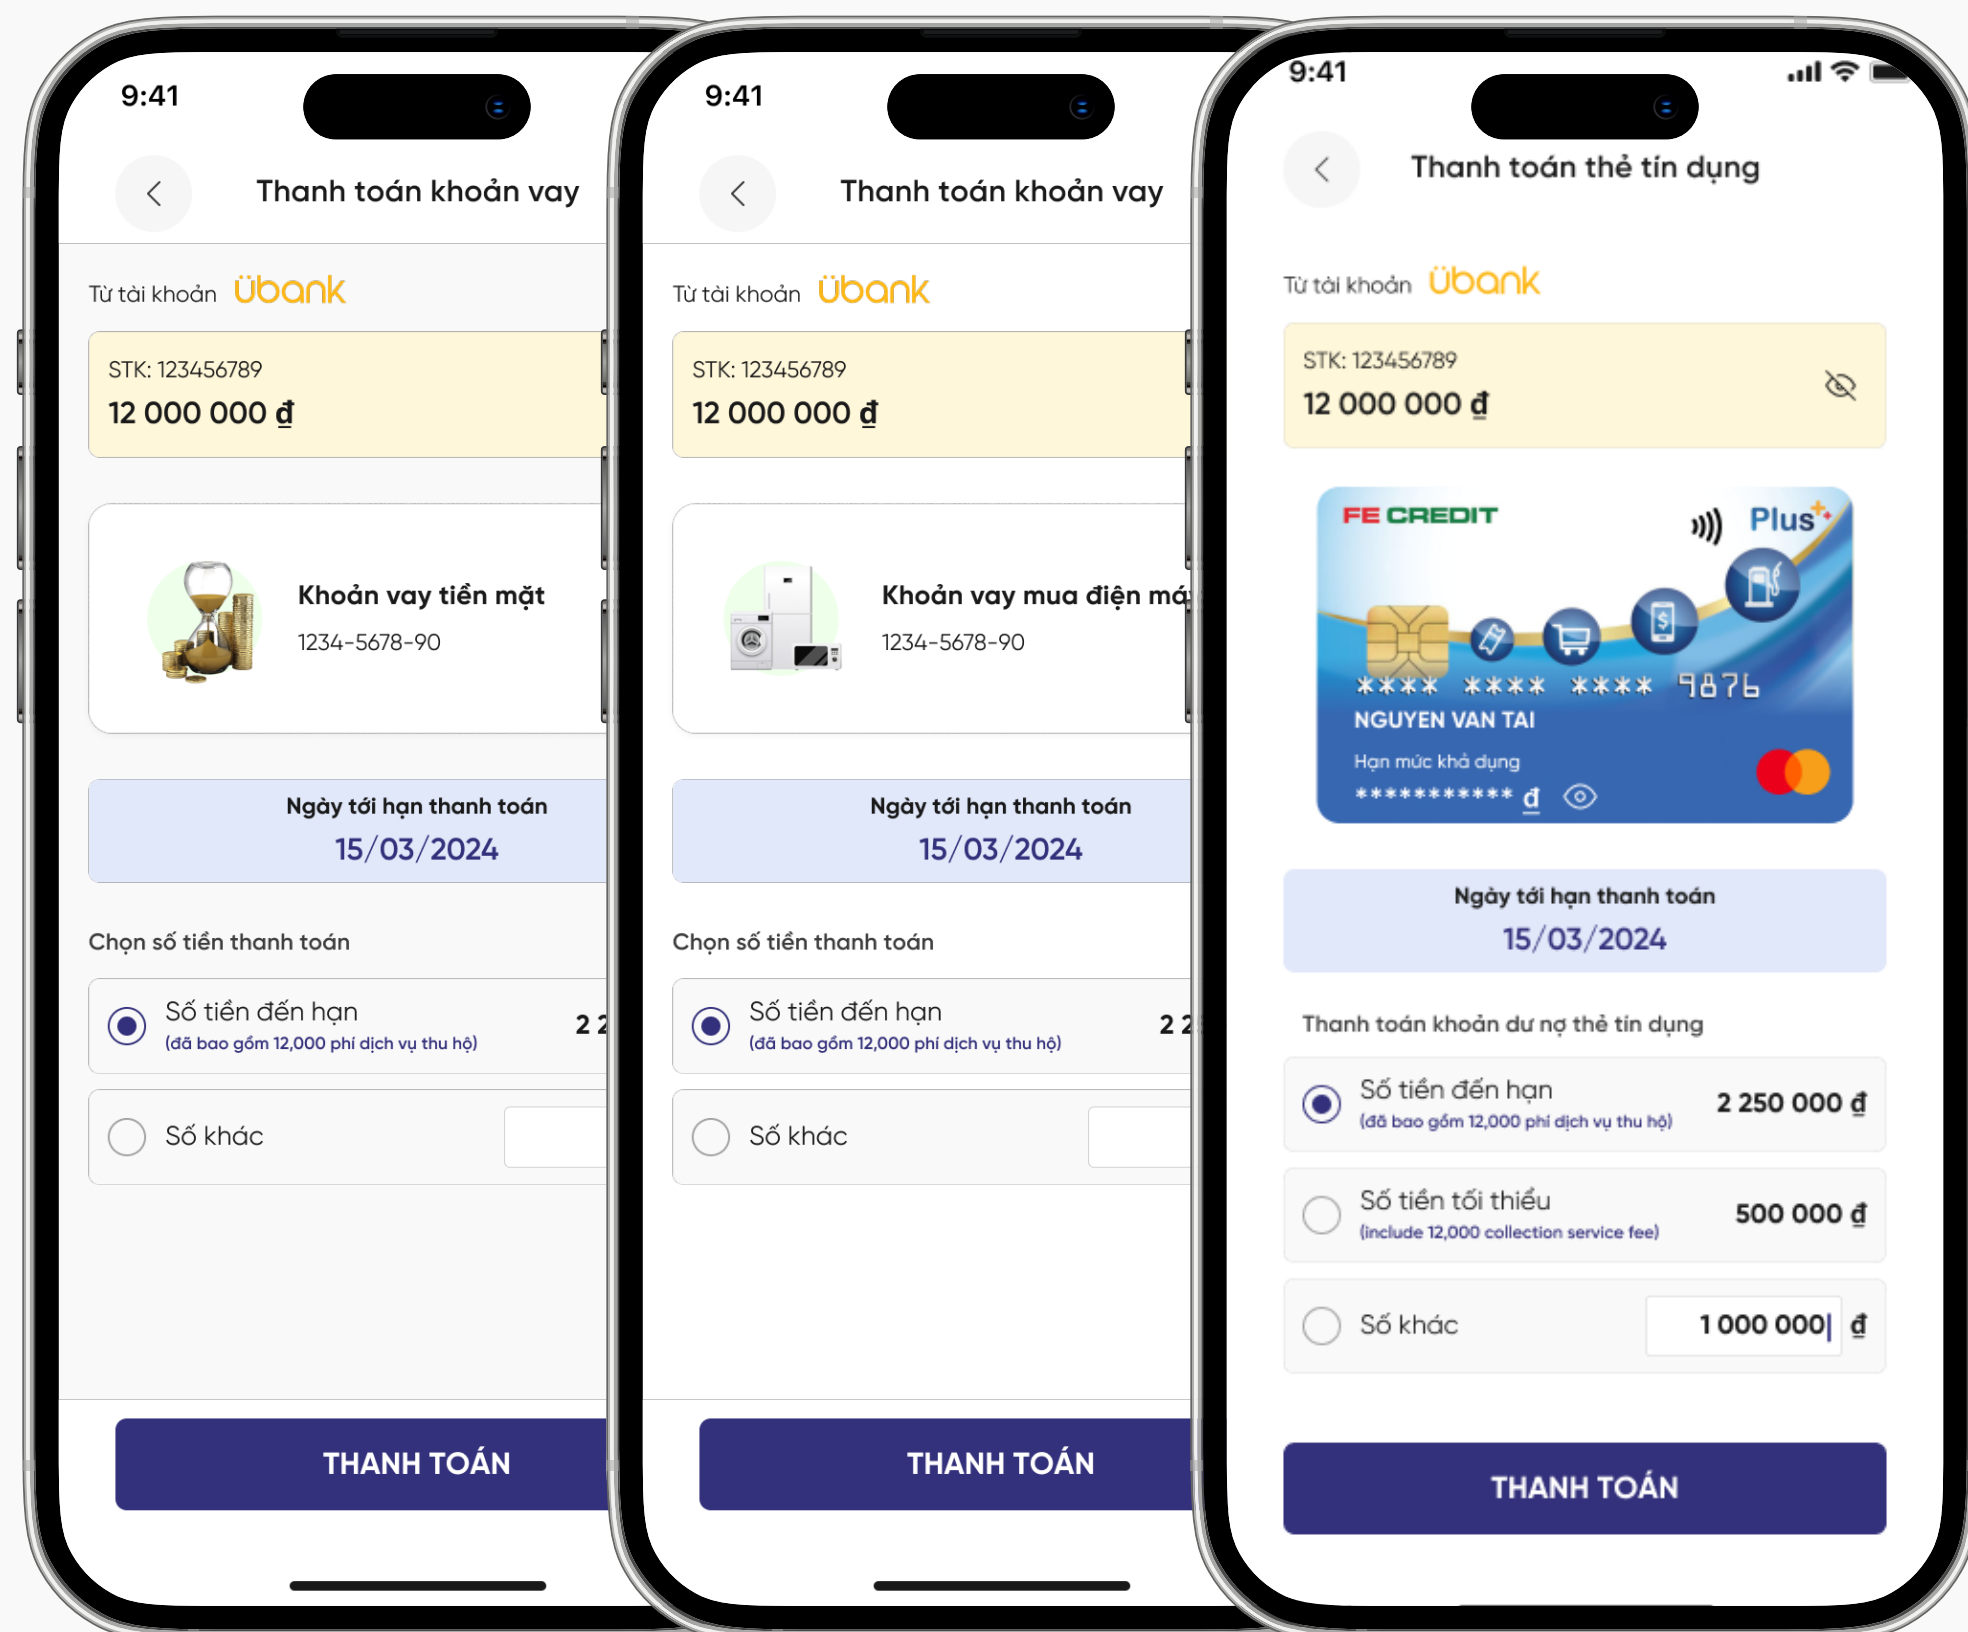 9:41
Thanh toán khoản vay
Từ tài khoản Übank
STK: 123456789
12 000 000 ₫
Khoản vay tiền mặt
1234-5678-90
Ngày tới hạn thanh toán
15/03/2024
Chọn số tiền thanh toán
Số tiền đến hạn
(đã bao gồm 12,000 phí dịch vụ thu hộ)
2 2
Số khác
THANH TOÁN
9:41
Thanh toán khoản vay
Từ tài khoản Übank
STK: 123456789
12 000 000 ₫
Khoản vay mua điện
1234-5678-90
Ngày tới hạn thanh toán
15/03/2024
Chọn số tiền thanh toán
Số tiền đến hạn
(đã bao gồm 12,000 phí dịch vụ thu hộ)
2 2
Số khác
THANH TOÁN
9:41
Thanh toán thẻ tín dụng
Từ tài khoản Übank
STK: 123456789
12 000 000 ₫
FE CREDIT
Plus
**** **** **** 9876
NGUYEN VAN TAI
Hạn mức khả dụng
*********** ₫
Ngày tới hạn thanh toán
15/03/2024
Thanh toán khoản dư nợ thẻ tín dụng
Số tiền đến hạn 2 250 000 ₫
(đã bao gồm 12,000 phí dịch vụ thu hộ)
Số tiền tối thiểu 500 000 ₫
(include 12,000 collection service fee)
Số khác 1 000 000 ₫
THANH TOÁN